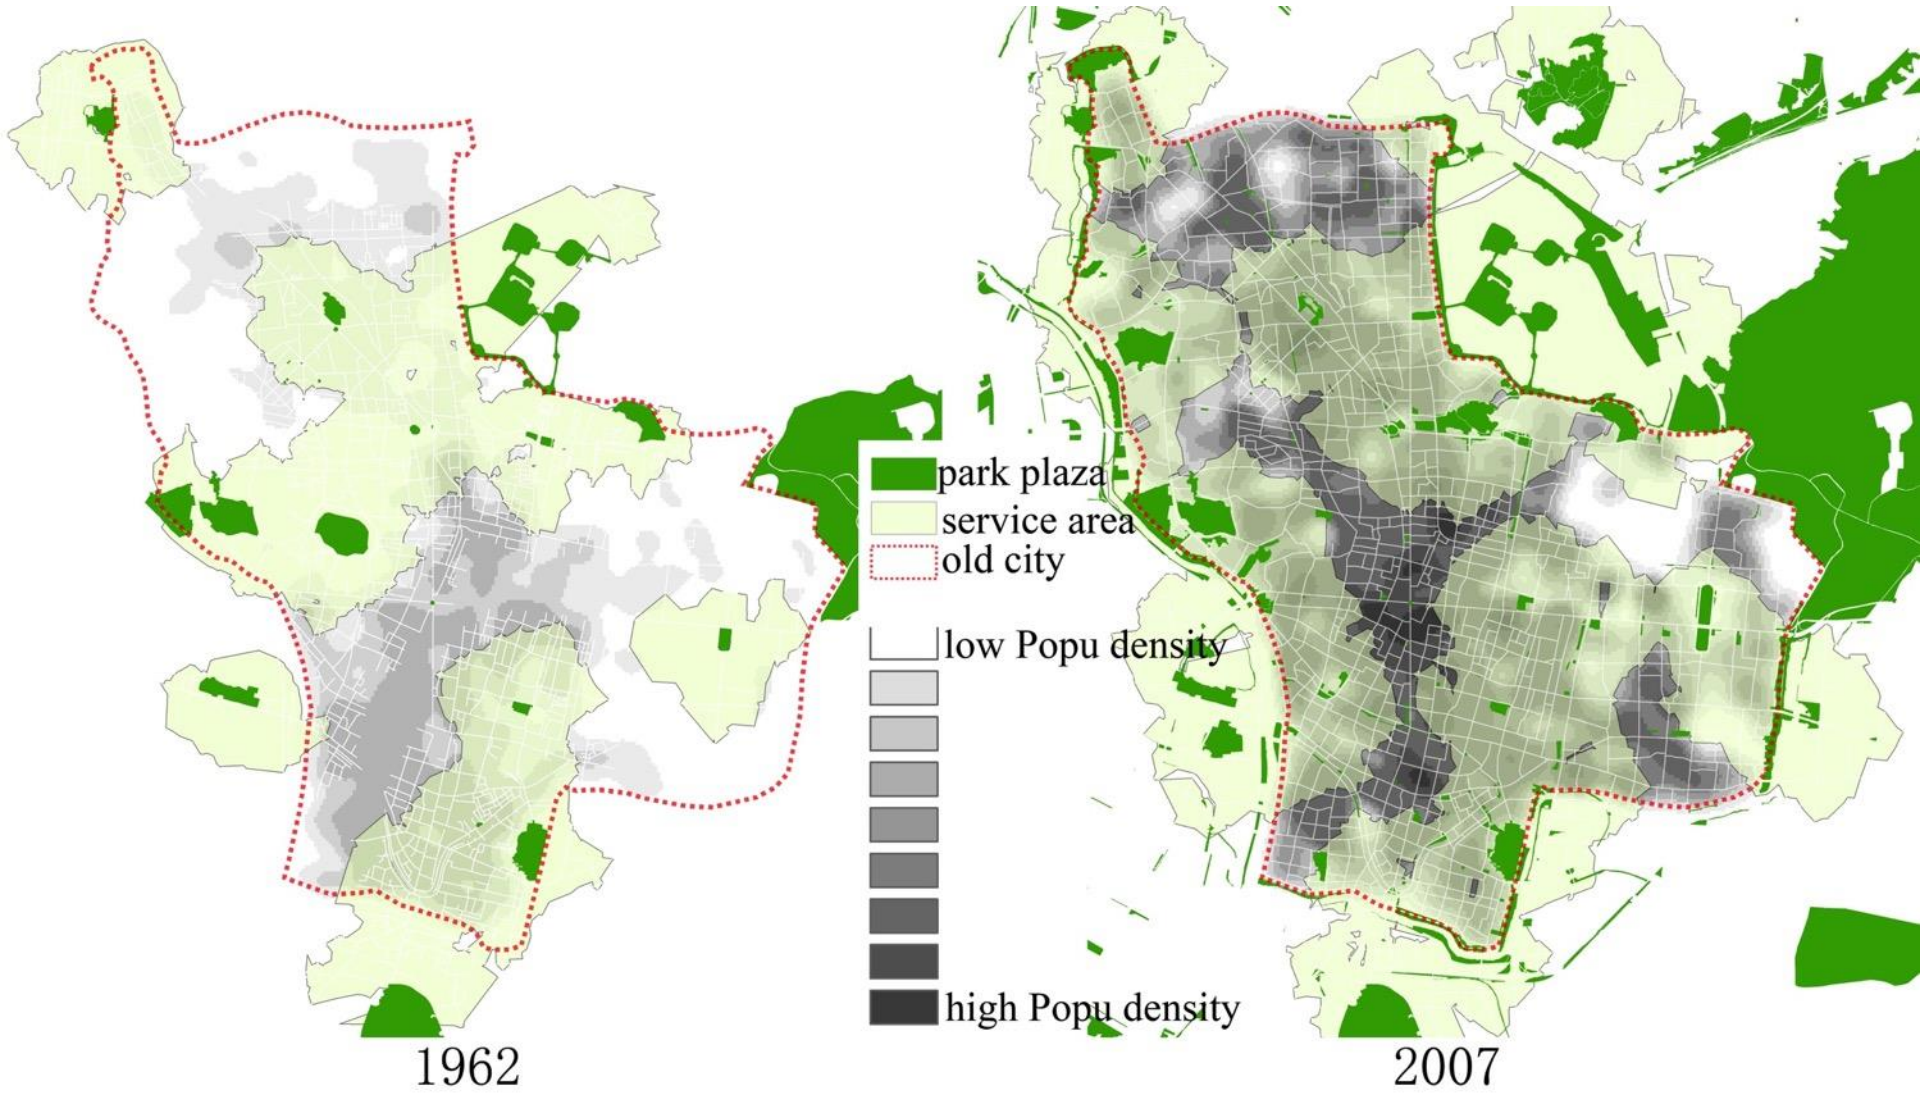 park plaza
service area
old city
low Popu density
high Popu density
1962
2007